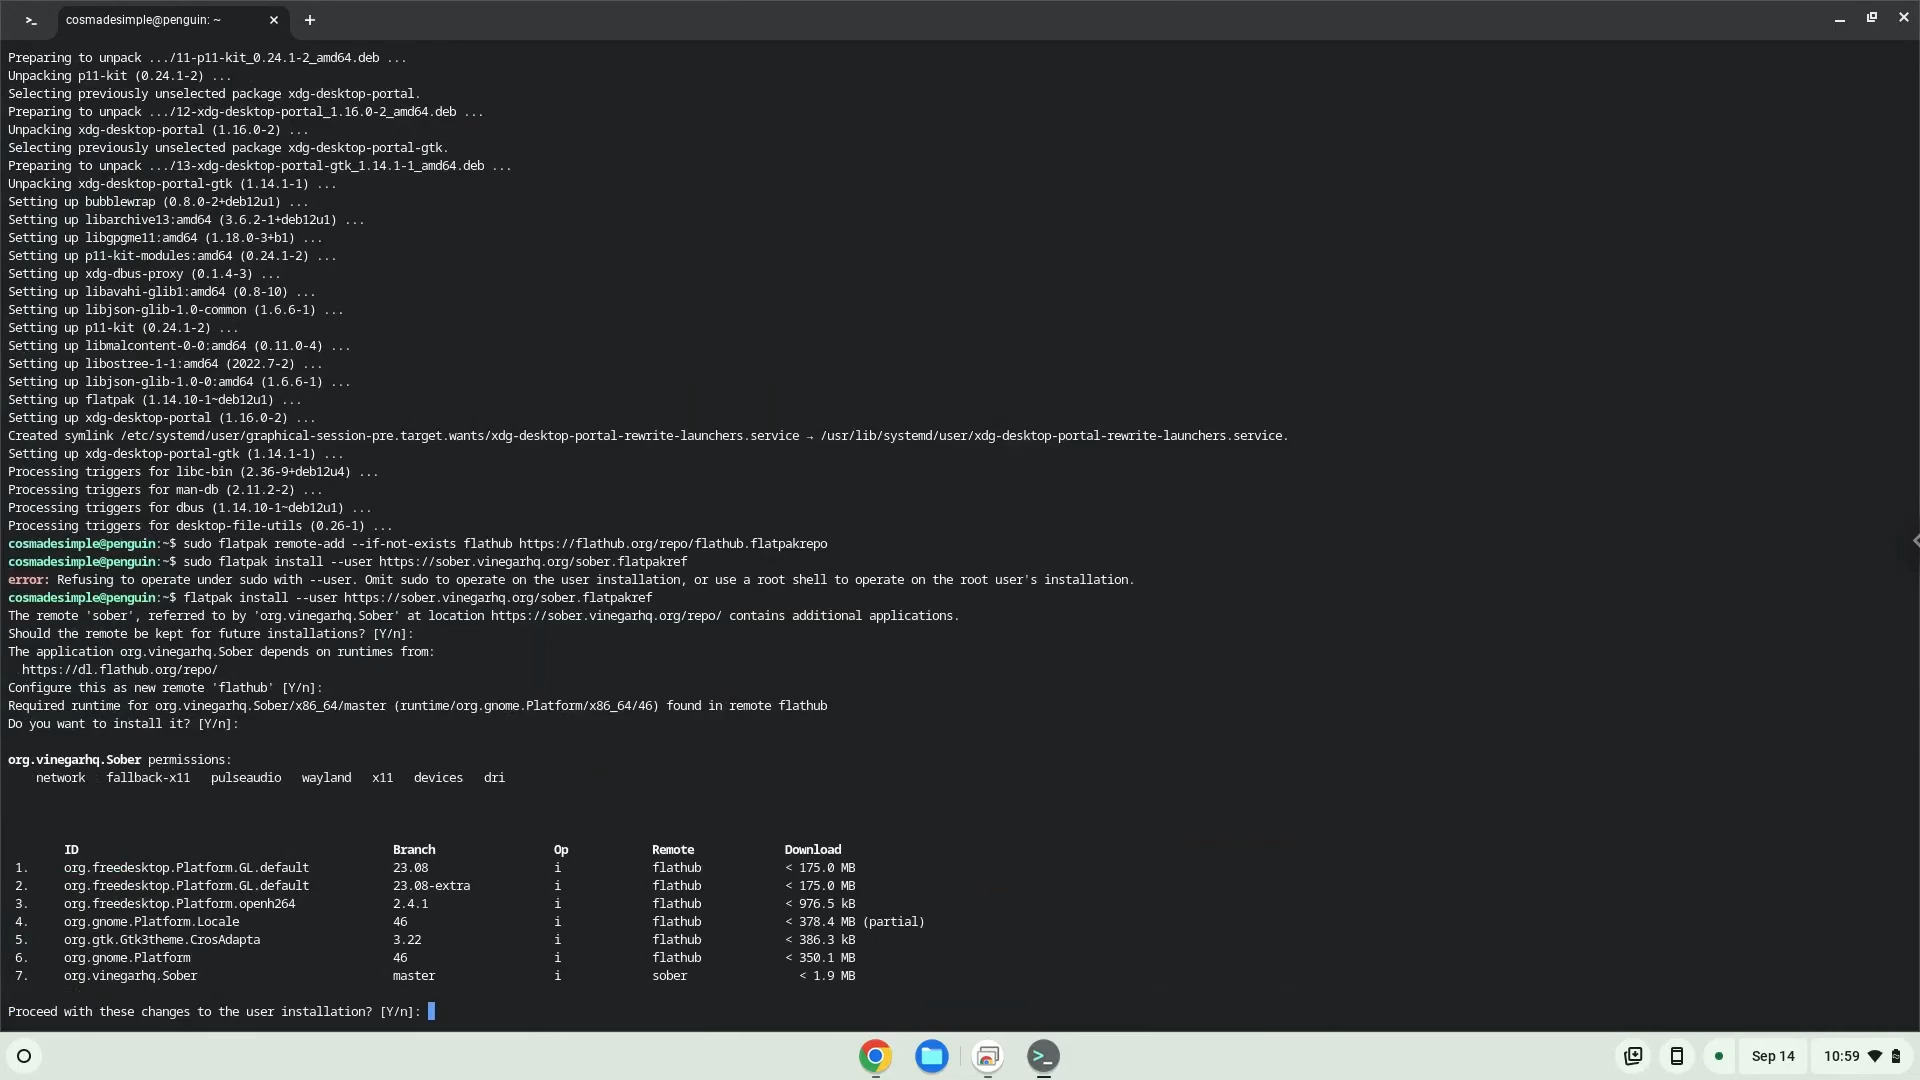 cosmadesimple@penguin: ~
Preparing to unpack .../11-p11-kit_0.24.1-2_amd64.deb ...
Unpacking p11-kit (0.24.1-2) ...
Selecting previously unselected package xdg-desktop-portal.
Preparing to unpack .../12-xdg-desktop-portal_1.16.0-2_amd64.deb ...
Unpacking xdg-desktop-portal (1.16.0-2) ...
Selecting previously unselected package xdg-desktop-portal-gtk.
Preparing to unpack .../13-xdg-desktop-portal-gtk_1.14.1-1_amd64.deb ...
Unpacking xdg-desktop-portal-gtk (1.14.1-1) ...
Setting up bubblewrap (0.8.0-2+deb12u1) ...
Setting up libarchive13:amd64 (3.6.2-1+deb12u1) ...
Setting up libgpgme11:amd64 (1.18.0-3+b1) ...
Setting up p11-kit-modules:amd64 (0.24.1-2) ...
Setting up xdg-dbus-proxy (0.1.4-3) ...
Setting up libavahi-glib1:amd64 (0.8-10) ...
Setting up libjson-glib-1.0-common (1.6.6-1) ...
Setting up p11-kit (0.24.1-2) ...
Setting up libmalcontent-0-0:amd64 (0.11.0-4) ...
Setting up libostree-1-1:amd64 (2022.7-2) ...
Setting up libjson-glib-1.0-0:amd64 (1.6.6-1) ...
Setting up flatpak (1.14.10-1~deb12u1) ...
Setting up xdg-desktop-portal (1.16.0-2) ...
Created symlink /etc/systemd/user/graphical-session-pre.target.wants/xdg-desktop-portal-rewrite-launchers.service → /usr/lib/systemd/user/xdg-desktop-portal-rewrite-launchers.service.
Setting up xdg-desktop-portal-gtk (1.14.1-1) ...
Processing triggers for libc-bin (2.36-9+deb12u4) ...
Processing triggers for man-db (2.11.2-2) ...
Processing triggers for dbus (1.14.10-1~deb12u1) ...
Processing triggers for desktop-file-utils (0.26-1) ...
cosmadesimple@penguin:~$ sudo flatpak remote-add --if-not-exists flathub https://flathub.org/repo/flathub.flatpakrepo
cosmadesimple@penguin:~$ sudo flatpak install --user https://sober.vinegarhq.org/sober.flatpakref
error: Refusing to operate under sudo with --user. Omit sudo to operate on the user installation, or use a root shell to operate on the root user's installation.
cosmadesimple@penguin:~$ flatpak install --user https://sober.vinegarhq.org/sober.flatpakref
The remote 'sober', referred to by 'org.vinegarhq.Sober' at location https://sober.vinegarhq.org/repo/ contains additional applications.
Should the remote be kept for future installations? [Y/n]:
The application org.vinegarhq.Sober depends on runtimes from:
https://dl.flathub.org/repo/
Configure this as new remote 'flathub' [Y/n]:
Required runtime for org.vinegarhq.Sober/x86_64/master (runtime/org.gnome.Platform/x86_64/46) found in remote flathub
Do you want to install it? [Y/n]:
org.vinegarhq.Sober permissions:
network fallback-x11 pulseaudio wayland x11 devices dri
ID Branch Op Remote Download
1. org.freedesktop.Platform.GL.default 23.08 i flathub < 175.0 MB
2. org.freedesktop.Platform.GL.default 23.08-extra i flathub < 175.0 MB
3. org.freedesktop.Platform.openh264 2.4.1 i flathub < 976.5 kB
4. org.gnome.Platform.Locale 46 i flathub < 378.4 MB (partial)
5. org.gtk.Gtk3theme.CrosAdapta 3.22 i flathub < 386.3 kB
6. org.gnome.Platform 46 i flathub < 350.1 MB
7. org.vinegarhq.Sober master i sober < 1.9 MB
Proceed with these changes to the user installation? [Y/n]:
Sep 14 10:59